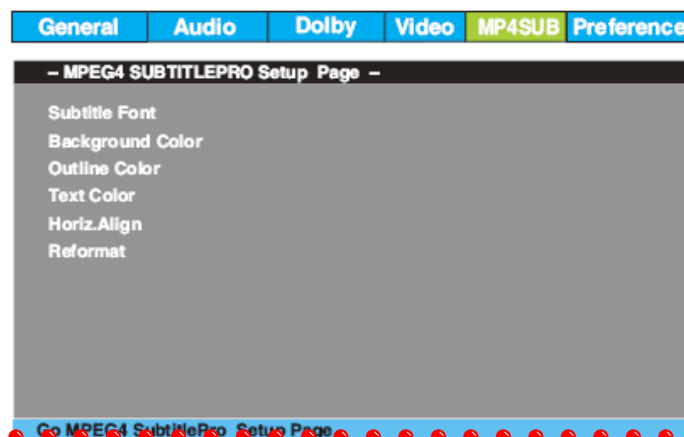 General Audio Dolby Video MP4SUB Preference
– MPEG4 SUBTITLEPRO Setup Page –
Subtitle Font
Background Color
Outline Color
Text Color
Horiz.Align
Reformat
Go MPEG4 SubtitlePro Setup Page